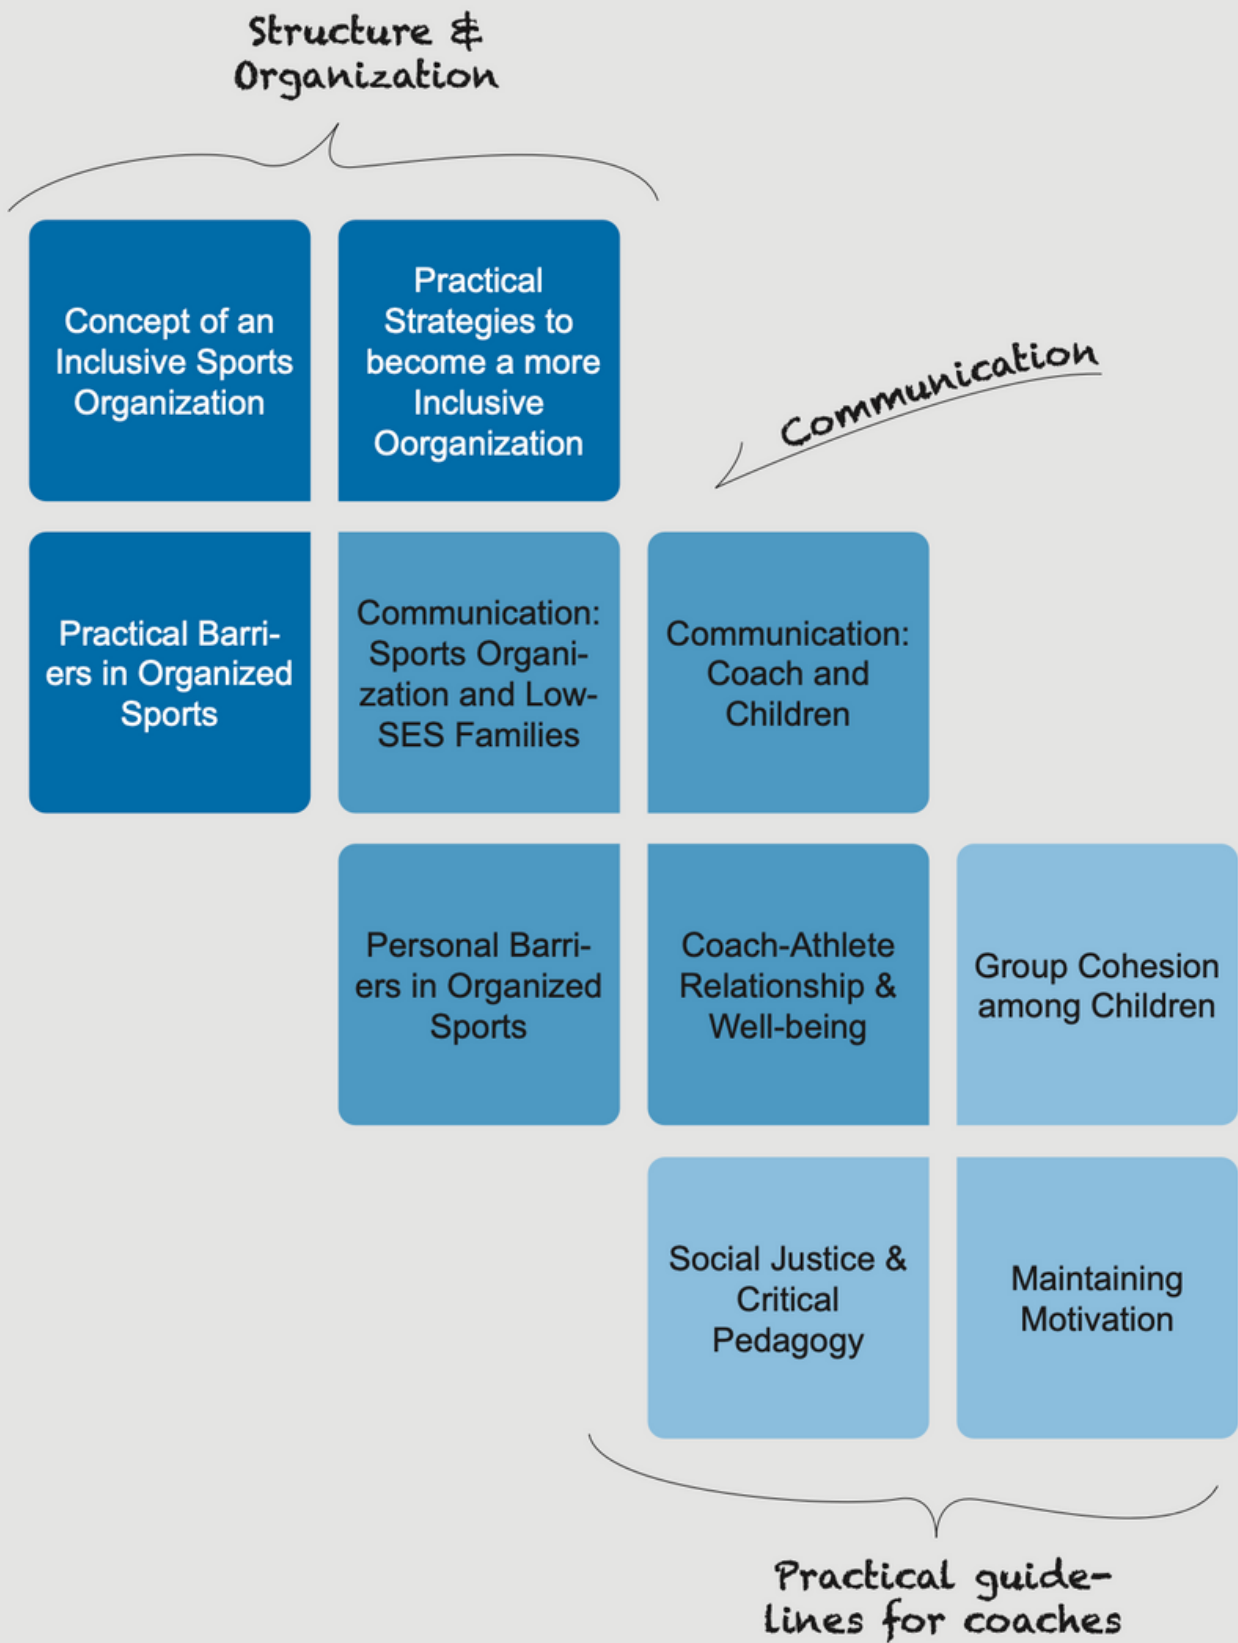 Structure &
Organization
Concept of an
Inclusive Sports
Organization
Practical
Strategies to
become a more
Inclusive
Oorganization
Communication
Practical Barri-
ers in Organized
Sports
Communication:
Sports Organi-
zation and Low-
SES Families
Communication:
Coach and
Children
Personal Barri-
ers in Organized
Sports
Coach-Athlete
Relationship &
Well-being
Group Cohesion
among Children
Social Justice &
Critical
Pedagogy
Maintaining
Motivation
Practical guide-
lines for coaches